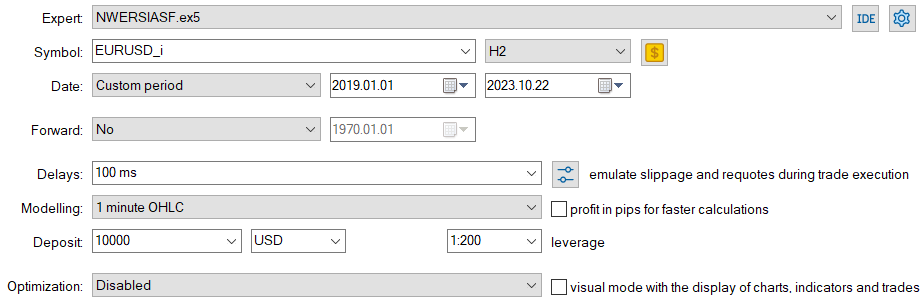 Expert: NWERSIASF.ex5 IDE
Symbol: EURUSD_i H2 $
Date: Custom period 2019.01.01 2023.10.22
Forward: No 1970.01.01
Delays: 100 ms emulate slippage and requotes during trade execution
Modelling: 1 minute OHLC profit in pips for faster calculations
Deposit: 10000 USD 1:200 leverage
Optimization: Disabled visual mode with the display of charts, indicators and trades